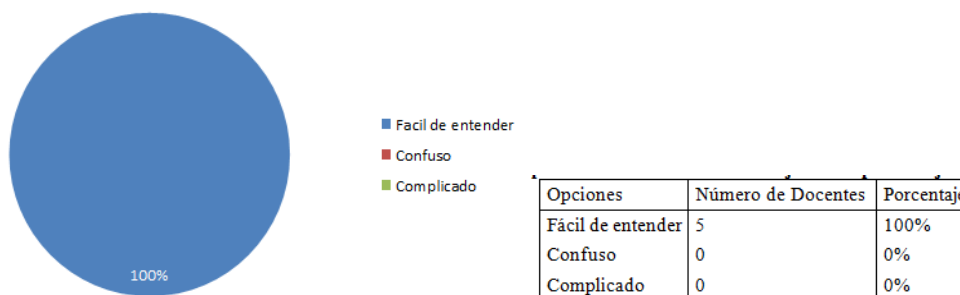 100%
Facil de entender
Confuso
Complicado
Opciones Número de Docentes Porcentaje
Fácil de entender 5 100%
Confuso 0 0%
Complicado 0 0%